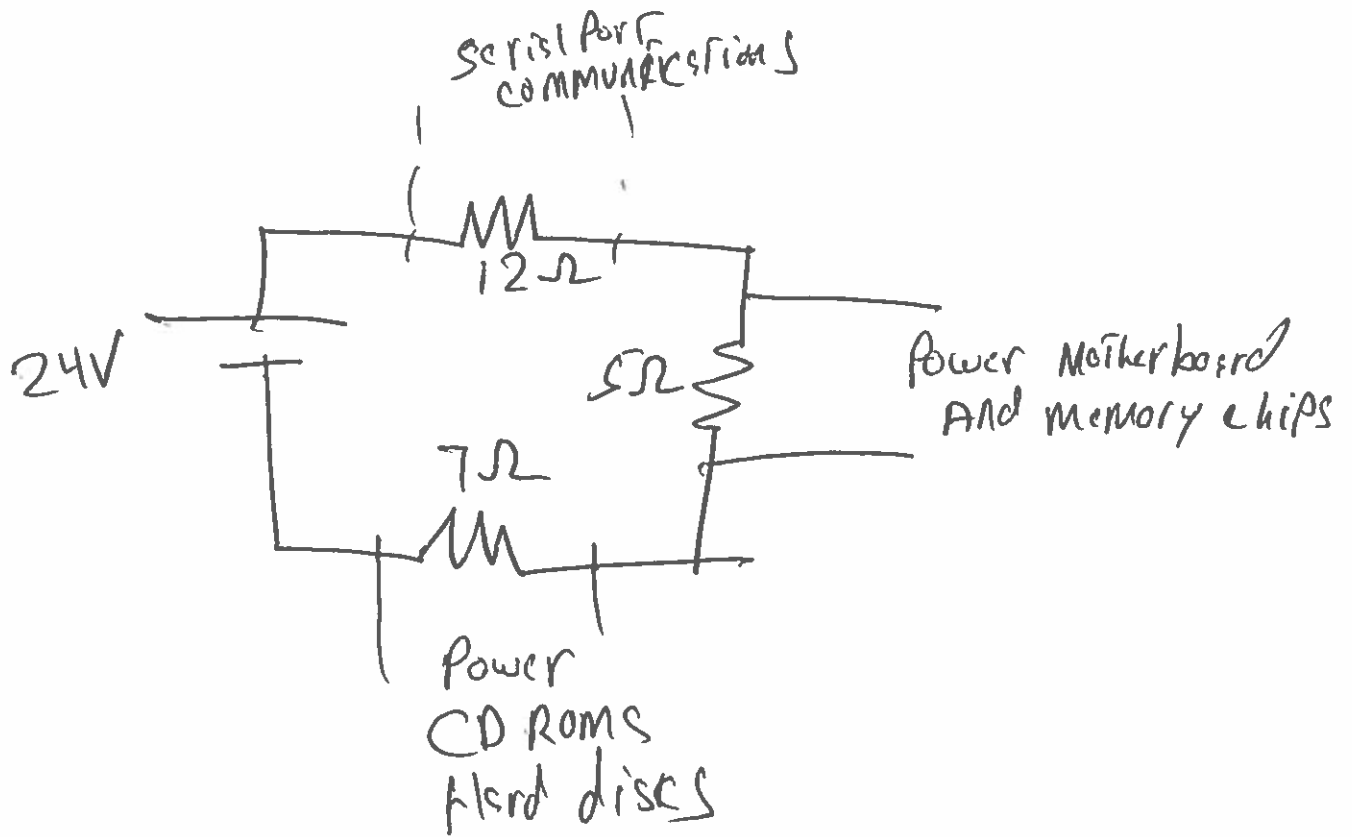 Serial Port
communications
12Ω
24V
5Ω
Power Motherboard
And memory chips
7Ω
Power
CD ROMS
Hard discs